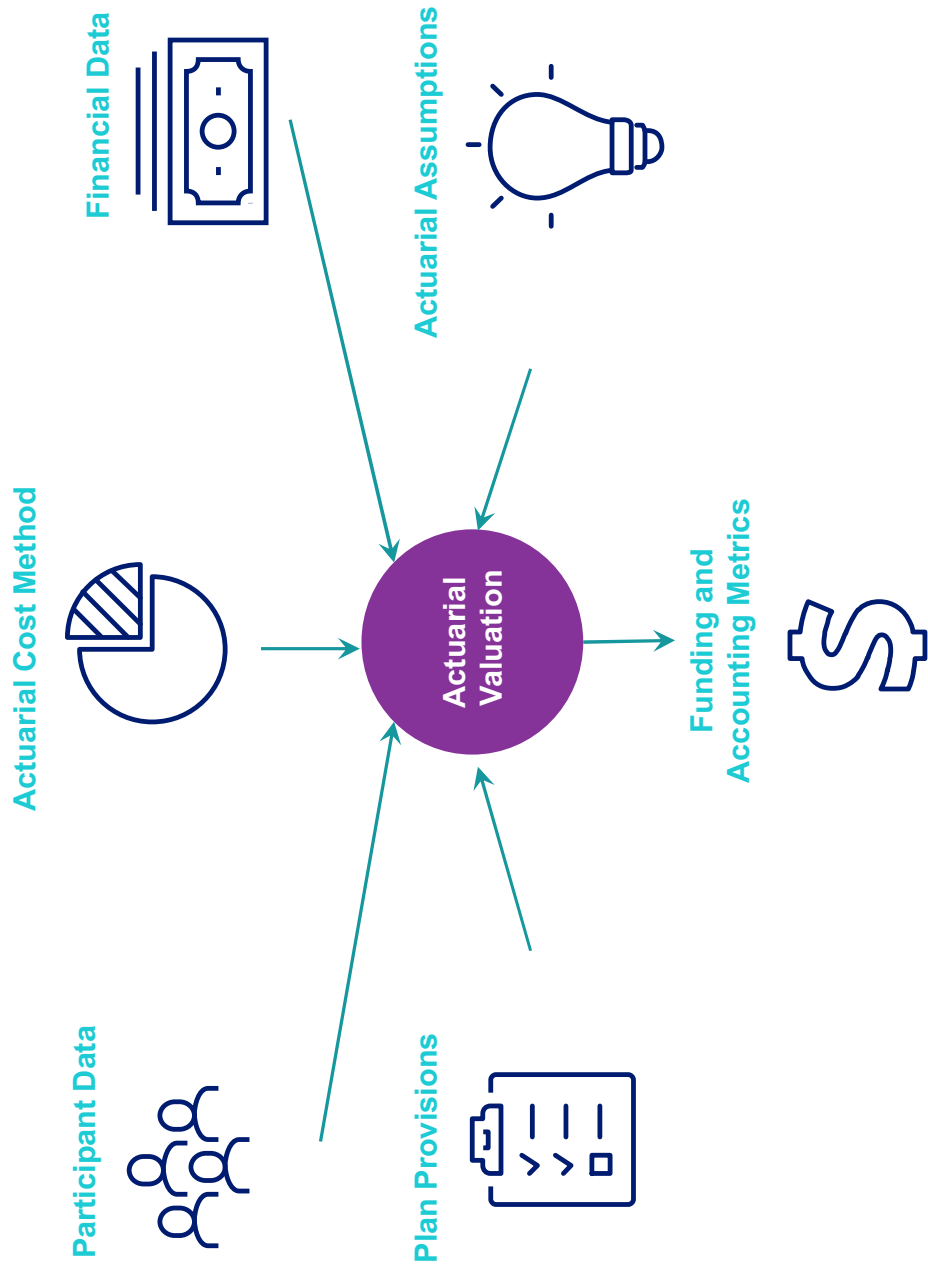 Participant Data
Actuarial Cost Method
Financial Data
Plan Provisions
Actuarial
Valuation
Actuarial Assumptions
Funding and
Accounting Metrics